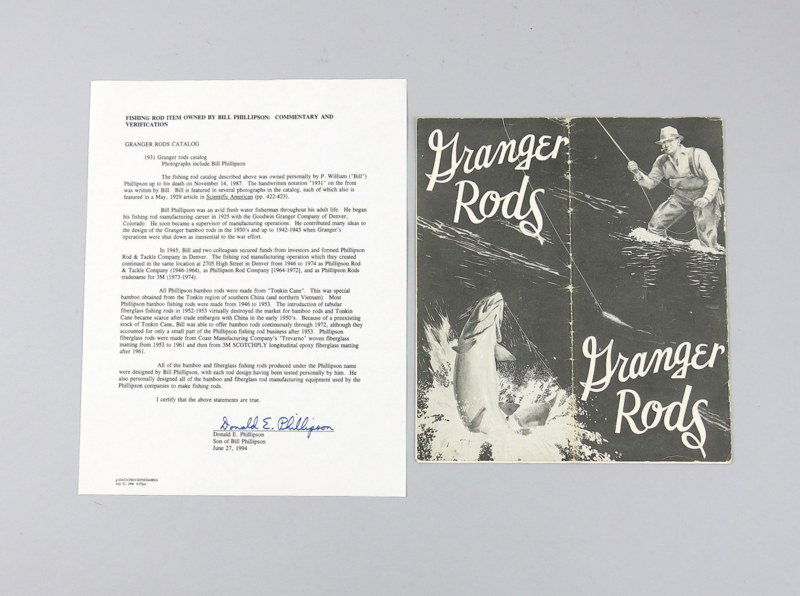 FISHING ROD ITEM OWNED BY BILL PHILLIPSON: COMMENTARY AND
VERIFICATION
GRANGER RODS CATALOG
1931 Granger rods catalog
Photographs include Bill Phillipson
The fishing rod catalog described above was owned personally by P. William ("Bill")
Phillipson up to his death on November 14, 1987. The handwritten notation "1931" on the front
was written by Bill. Bill is featured in several photographs in the catalog, each of which also is
featured in a May, 1929 article in Scientific American (pp. 422-423).
Bill Phillipson was an avid fresh water fisherman throughout his adult life. He began
his fishing rod manufacturing career in 1925 with the Goodwin Granger Company of Denver,
Colorado. He soon became a supervisor of manufacturing operations. He contributed many ideas to
the design of the Granger bamboo rods in the 1930's and up to 1942-1943 when Granger's
operations were shut down as inessential to the war effort.
In 1945, Bill and two colleagues secured funds from investors and formed Phillipson
Rod & Tackle Company in Denver. The fishing rod manufacturing operation which they created
continued in the same location at 2705 High Street in Denver from 1946 to 1974 as Phillipson Rod
& Tackle Company (1946-1964), as Phillipson Rod Company [1964-1972], and as Phillipson Rods
trademark for 3M (1973-1974).
All Phillipson bamboo rods were made from "Tonkin Cane". This was special
bamboo obtained from the Tonkin region of southern China (and northern Vietnam). Most
Phillipson bamboo fishing rods were made from 1946 to 1953. The introduction of tubular
fiberglass fishing rods in 1952-1953 virtually destroyed the market for bamboo rods and Tonkin
Cane became scarce after trade embargos with China in the early 1950's. Because of a preexisting
stock of Tonkin Cane, Bill was able to offer bamboo rods continuously through 1972, although they
accounted for only a small part of the Phillipson fishing rod business after 1953. Phillipson
fiberglass rods were made from Coast Manufacturing Company's "Trevarno" woven fiberglass
matting from 1953 to 1961 and then from 3M SCOTCHPLY longitudinal epoxy fiberglass matting
after 1961.
All of the bamboo and fiberglass fishing rods produced under the Phillipson name
were designed by Bill Phillipson, with each rod design having been tested personally by him. He
also personally designed all of the bamboo and fiberglass rod manufacturing equipment used by the
Phillipson companies to make fishing rods.
I certify that the above statements are true.
Donald E. Phillipson
Donald E. Phillipson
Son of Bill Phillipson
June 27, 1994
Granger
Rods
Granger
Rods